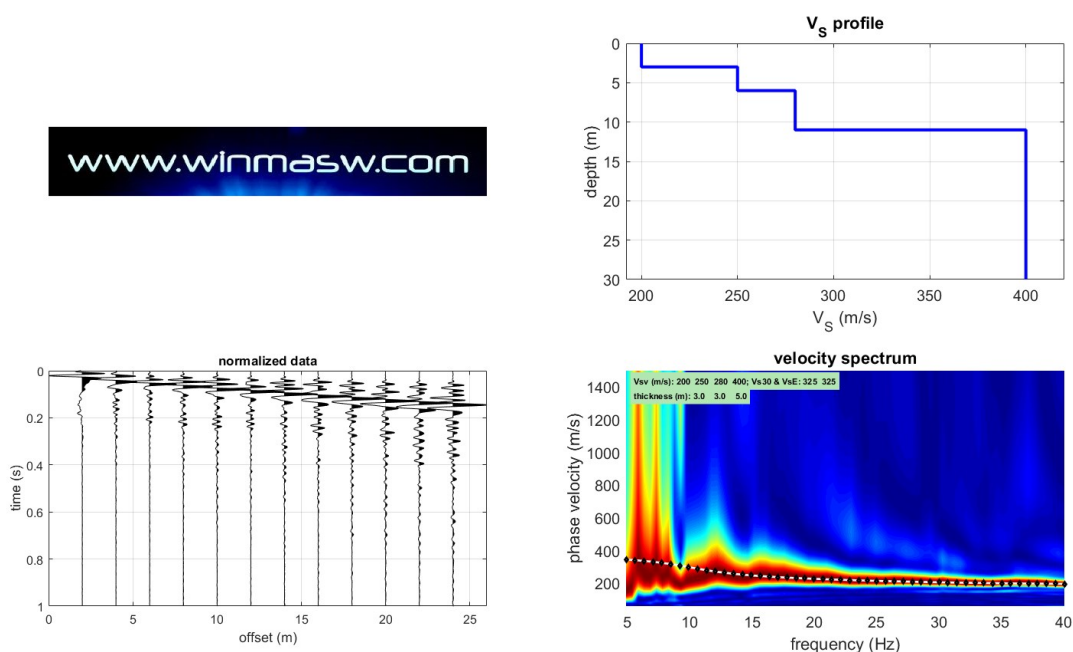 www.winmasw.com
V_S profile
0
5
10
15
20
25
30
depth (m)
200 250 300 350 400
V_S (m/s)
normalized data
0
0.2
0.4
0.6
0.8
1
time (s)
0 5 10 15 20 25
offset (m)
velocity spectrum
Vsv (m/s): 200 250 280 400; Vs30 & VsE: 325 325
thickness (m): 3.0 3.0 5.0
1400
1200
1000
800
600
400
200
phase velocity (m/s)
5 10 15 20 25 30 35 40
frequency (Hz)